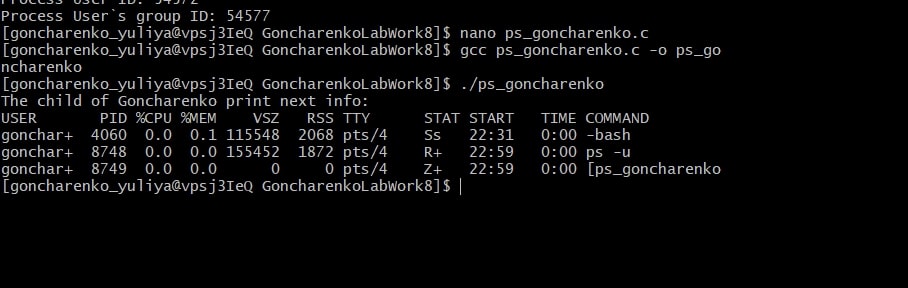 Process User ID: 54572
Process User`s group ID: 54577
[goncharenko_yuliya@vpsj3IeQ GoncharenkoLabWork8]$ nano ps_goncharenko.c
[goncharenko_yuliya@vpsj3IeQ GoncharenkoLabWork8]$ gcc ps_goncharenko.c -o ps_go
ncharenko
[goncharenko_yuliya@vpsj3IeQ GoncharenkoLabWork8]$ ./ps_goncharenko
The child of Goncharenko print next info:
USER       PID %CPU %MEM    VSZ   RSS TTY      STAT START   TIME COMMAND
gonchar+  4060  0.0  0.1 115548  2068 pts/4    Ss   22:31   0:00 -bash
gonchar+  8748  0.0  0.0 155452  1872 pts/4    R+   22:59   0:00 ps -u
gonchar+  8749  0.0  0.0      0     0 pts/4    Z+   22:59   0:00 [ps_goncharenko
[goncharenko_yuliya@vpsj3IeQ GoncharenkoLabWork8]$